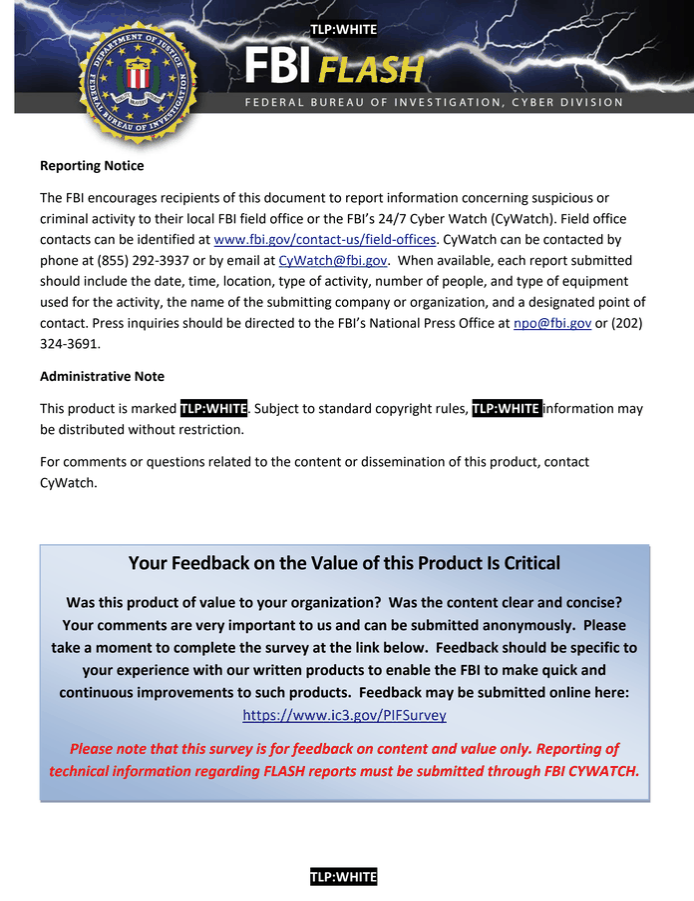 TLP:WHITE
FBI FLASH
FEDERAL BUREAU OF INVESTIGATION, CYBER DIVISION
DEPARTMENT OF JUSTICE
FEDERAL BUREAU OF INVESTIGATION
Reporting Notice
The FBI encourages recipients of this document to report information concerning suspicious or
criminal activity to their local FBI field office or the FBI’s 24/7 Cyber Watch (CyWatch). Field office
contacts can be identified at www.fbi.gov/contact-us/field-offices. CyWatch can be contacted by
phone at (855) 292-3937 or by email at CyWatch@fbi.gov.  When available, each report submitted
should include the date, time, location, type of activity, number of people, and type of equipment
used for the activity, the name of the submitting company or organization, and a designated point of
contact. Press inquiries should be directed to the FBI’s National Press Office at npo@fbi.gov or (202)
324-3691.
Administrative Note
This product is marked TLP:WHITE. Subject to standard copyright rules, TLP:WHITE information may
be distributed without restriction.
For comments or questions related to the content or dissemination of this product, contact
CyWatch.
Your Feedback on the Value of this Product Is Critical
Was this product of value to your organization?  Was the content clear and concise?
Your comments are very important to us and can be submitted anonymously.  Please
take a moment to complete the survey at the link below.  Feedback should be specific to
your experience with our written products to enable the FBI to make quick and
continuous improvements to such products.  Feedback may be submitted online here:
https://www.ic3.gov/PIFSurvey
Please note that this survey is for feedback on content and value only. Reporting of
technical information regarding FLASH reports must be submitted through FBI CYWATCH.
TLP:WHITE